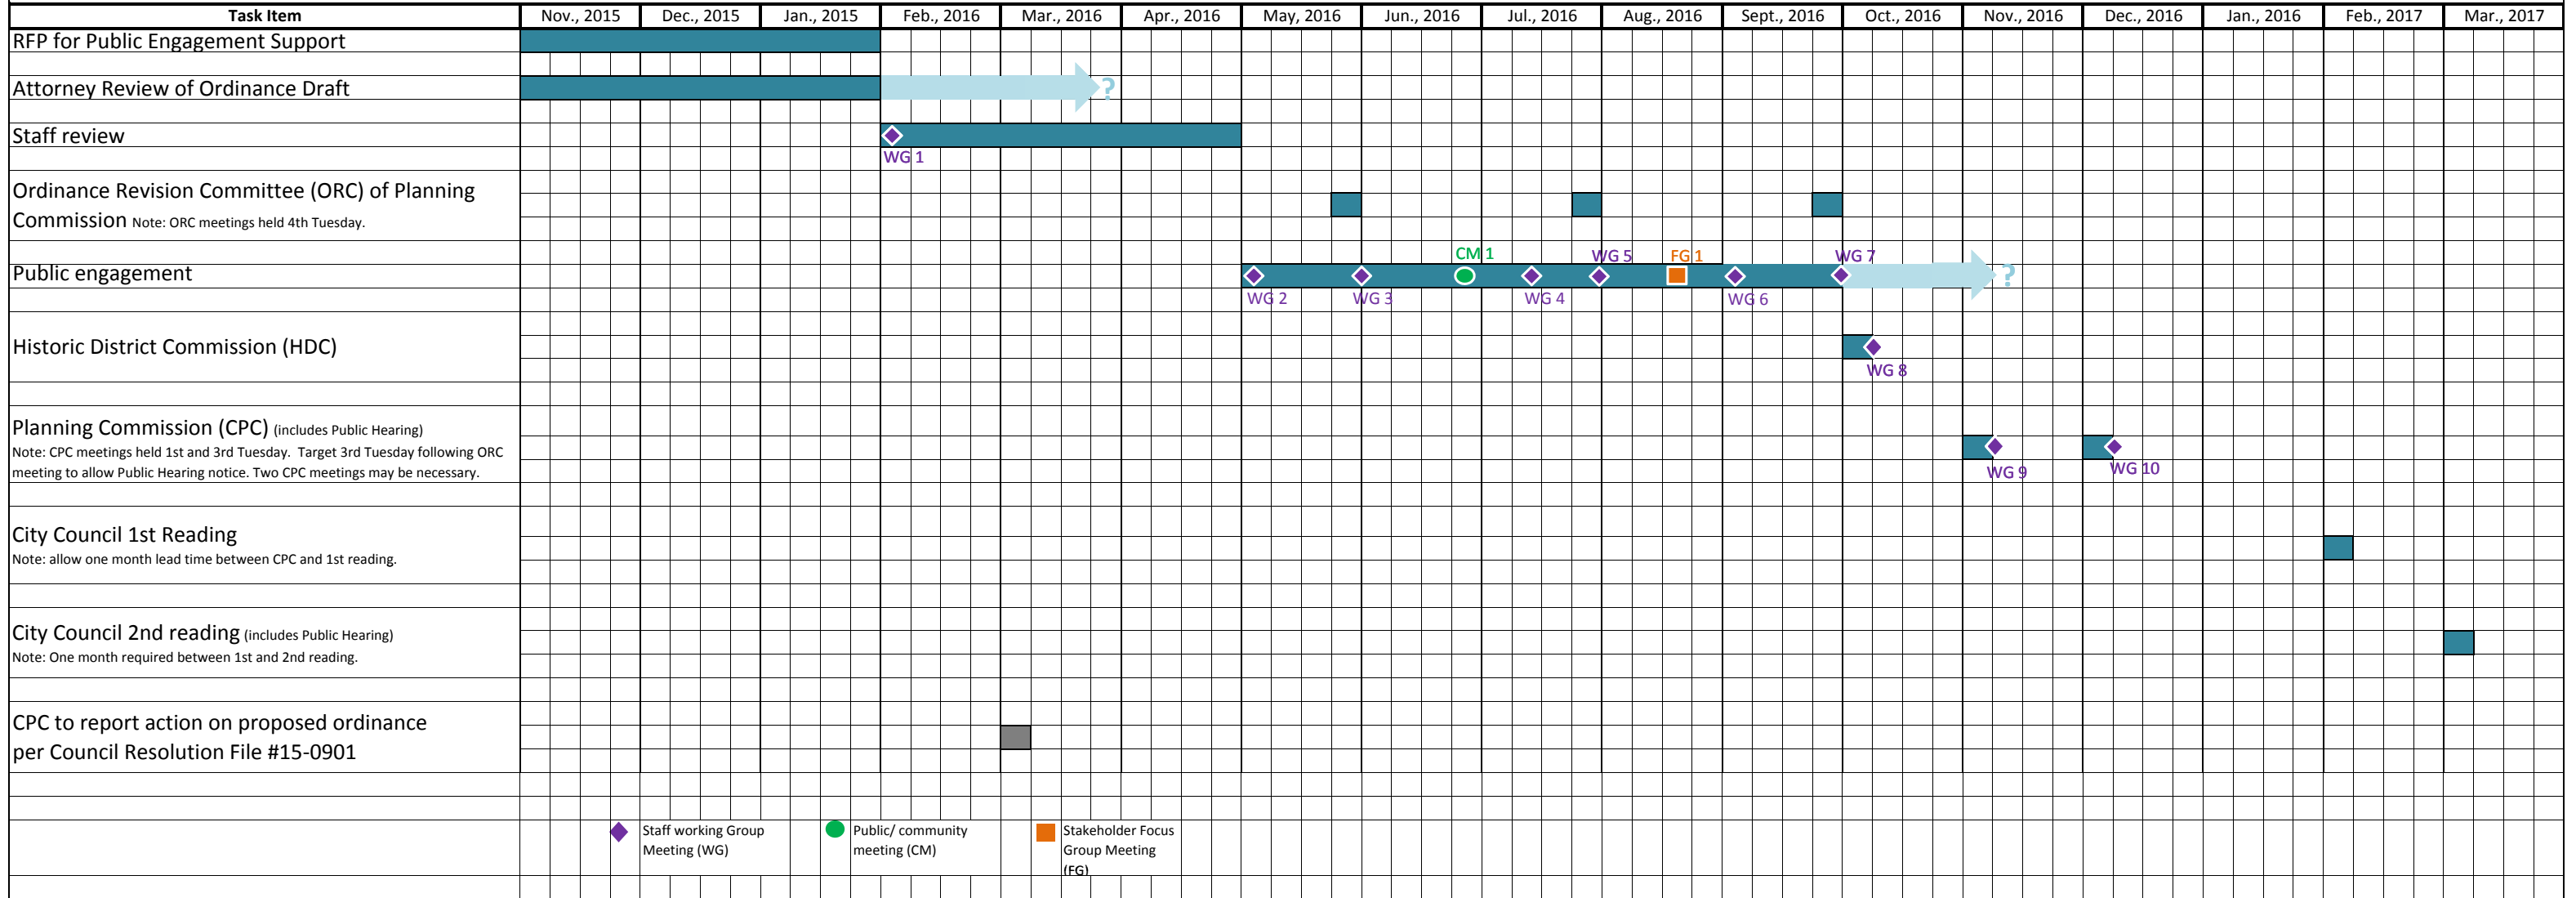 Task Item Nov., 2015 Dec., 2015 Jan., 2015 Feb., 2016 Mar., 2016 Apr., 2016 May, 2016 Jun., 2016 Jul., 2016 Aug., 2016 Sept., 2016 Oct., 2016 Nov., 2016 Dec., 2016 Jan., 2016 Feb., 2017 Mar., 2017
RFP for Public Engagement Support
Attorney Review of Ordinance Draft ?
Staff review
WG 1
Ordinance Revision Committee (ORC) of Planning
Commission Note: ORC meetings held 4th Tuesday.
CM 1 WG 5 FG 1 WG 7
Public engagement ?
WG 2 WG 3 WG 4 WG 6
Historic District Commission (HDC)
WG 8
Planning Commission (CPC) (includes Public Hearing)
Note: CPC meetings held 1st and 3rd Tuesday. Target 3rd Tuesday following ORC
meeting to allow Public Hearing notice. Two CPC meetings may be necessary.
WG 9 WG 10
City Council 1st Reading
Note: allow one month lead time between CPC and 1st reading.
City Council 2nd reading (includes Public Hearing)
Note: One month required between 1st and 2nd reading.
CPC to report action on proposed ordinance
per Council Resolution File #15-0901
Staff working Group
Meeting (WG)
Public/ community
meeting (CM)
Stakeholder Focus
Group Meeting
(FG)